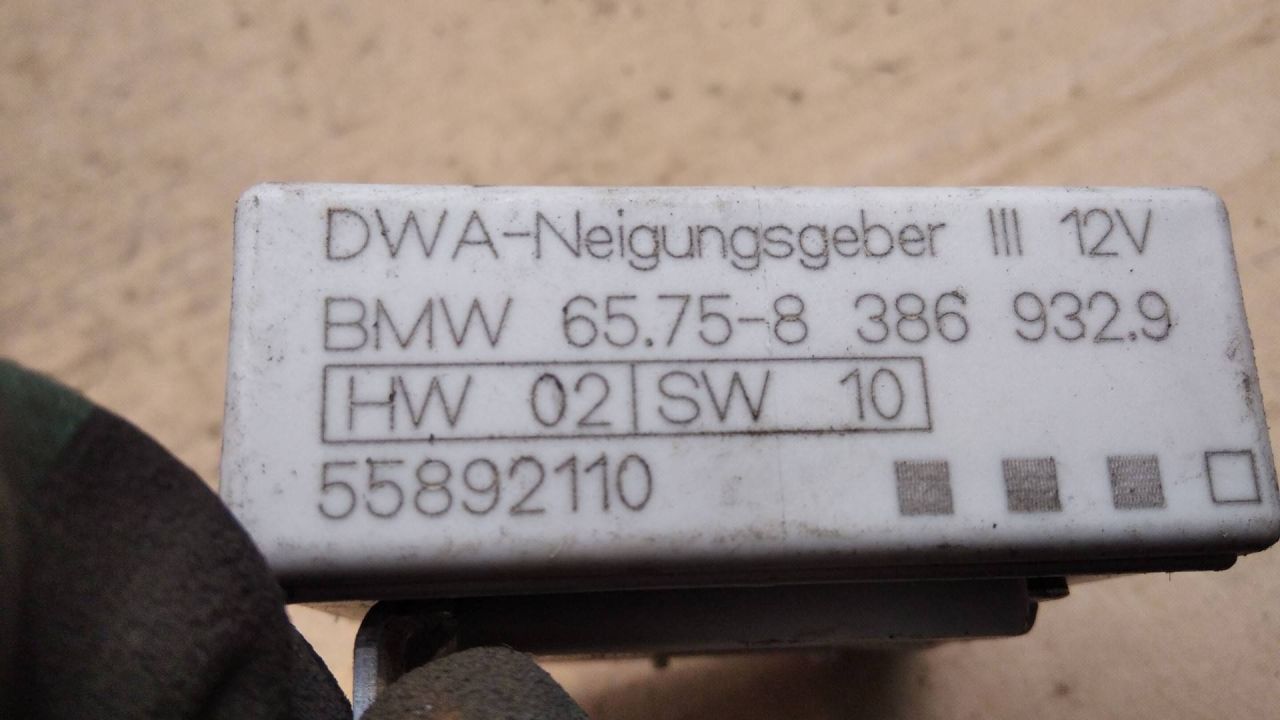 DWA-Neigungsgeber III 12V
BMW 65.75-8 386 932.9
HW 02 SW 10
55892110